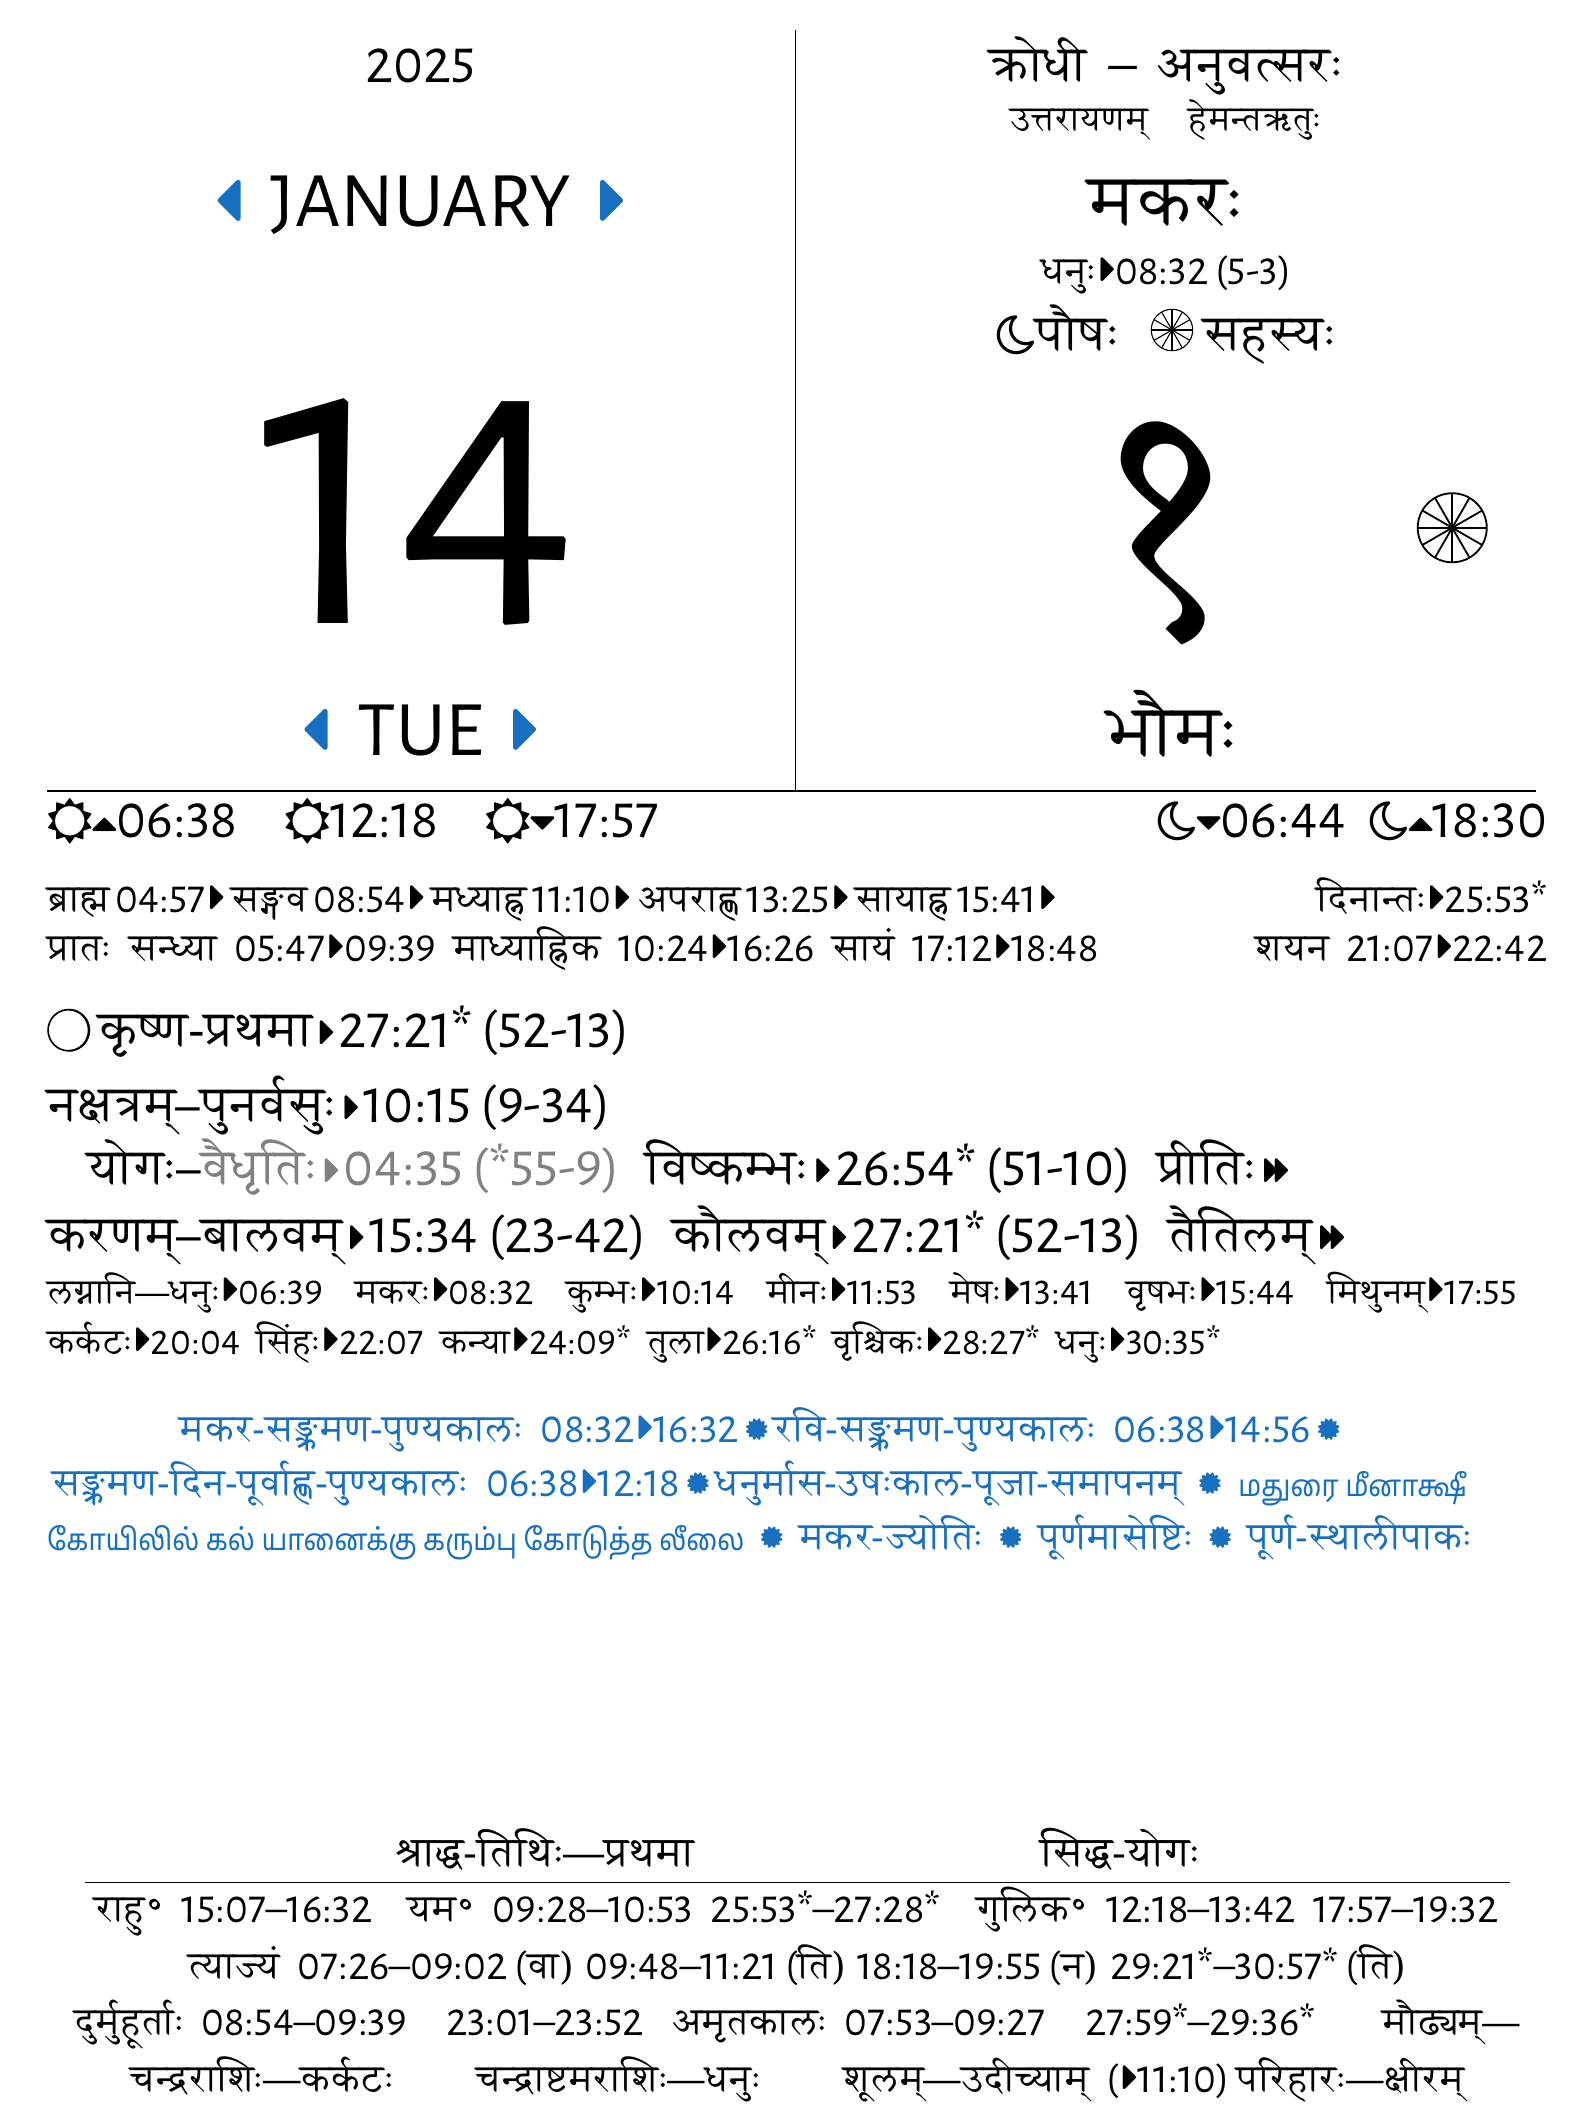 2025
JANUARY
14
TUE
क्रोधी – अनुवत्सरः
उत्तरायणम् हेमन्तऋतुः
मकरः
धनुः▶08:32 (5-3)
पौषः सहस्यः
१
भौमः
06:38 12:18 17:57 06:44 18:30
ब्राह्म 04:57▶ सङ्गव 08:54▶ मध्याह्न 11:10▶ अपराह्ण 13:25▶ सायाह्न 15:41▶ दिनान्तः▶25:53*
प्रातः सन्ध्या 05:47▶09:39 माध्याह्निक 10:24▶16:26 सायं 17:12▶18:48 शयन 21:07▶22:42
कृष्ण-प्रथमा▶27:21* (52-13)
नक्षत्रम्–पुनर्वसुः▶10:15 (9-34)
योगः–वैधृतिः▶04:35 (*55-9) विष्कम्भः▶26:54* (51-10) प्रीतिः▶▶
करणम्–बालवम्▶15:34 (23-42) कौलवम्▶27:21* (52-13) तैतिलम्▶▶
लग्नानि—धनुः▶06:39 मकरः▶08:32 कुम्भः▶10:14 मीनः▶11:53 मेषः▶13:41 वृषभः▶15:44 मिथुनम्▶17:55
कर्कटः▶20:04 सिंहः▶22:07 कन्या▶24:09* तुला▶26:16* वृश्चिकः▶28:27* धनुः▶30:35*
मकर-सङ्क्रमण-पुण्यकालः 08:32▶16:32 ✹ रवि-सङ्क्रमण-पुण्यकालः 06:38▶14:56 ✹
सङ्क्रमण-दिन-पूर्वाह्ण-पुण्यकालः 06:38▶12:18 ✹ धनुर्मास-उषःकाल-पूजा-समापनम् ✹ மதுரை மீனாக்ஷீ
கோயிலில் கல் யானைக்கு கரும்பு கோடுத்த லீலை ✹ मकर-ज्योतिः ✹ पूर्णमासेष्टिः ✹ पूर्ण-स्थालीपाकः
श्राद्ध-तिथिः—प्रथमा सिद्ध-योगः
राहु॰ 15:07–16:32 यम॰ 09:28–10:53 25:53*–27:28* गुलिक॰ 12:18–13:42 17:57–19:32
त्याज्यं 07:26–09:02 (वा) 09:48–11:21 (ति) 18:18–19:55 (न) 29:21*–30:57* (ति)
दुर्मुहूर्ताः 08:54–09:39 23:01–23:52 अमृतकालः 07:53–09:27 27:59*–29:36* मौढ्यम्—
चन्द्रराशिः—कर्कटः चन्द्राष्टमराशिः—धनुः शूलम्—उदीच्याम् (▶11:10) परिहारः—क्षीरम्